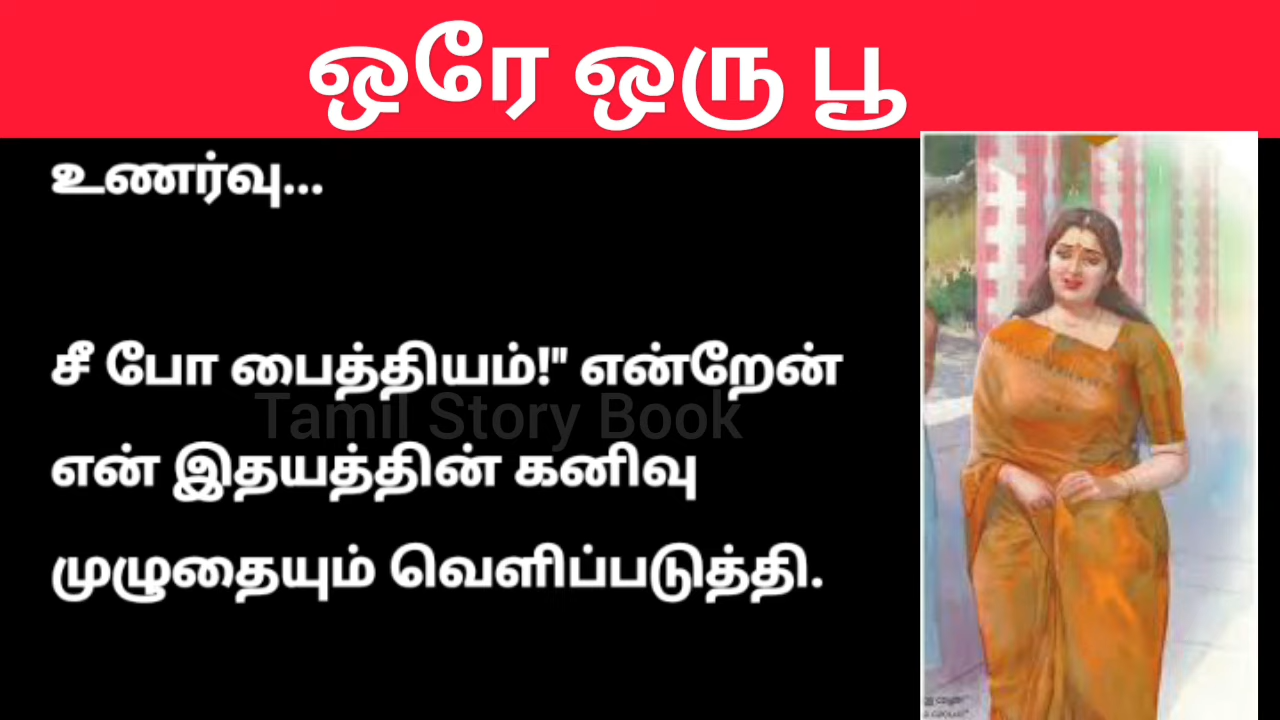 ஒரே ஒரு பூ
உணர்வு...
சீ போ பைத்தியம்!" என்றேன்
Tamil Story Book
என் இதயத்தின் கனிவு
முழுதையும் வெளிப்படுத்தி.